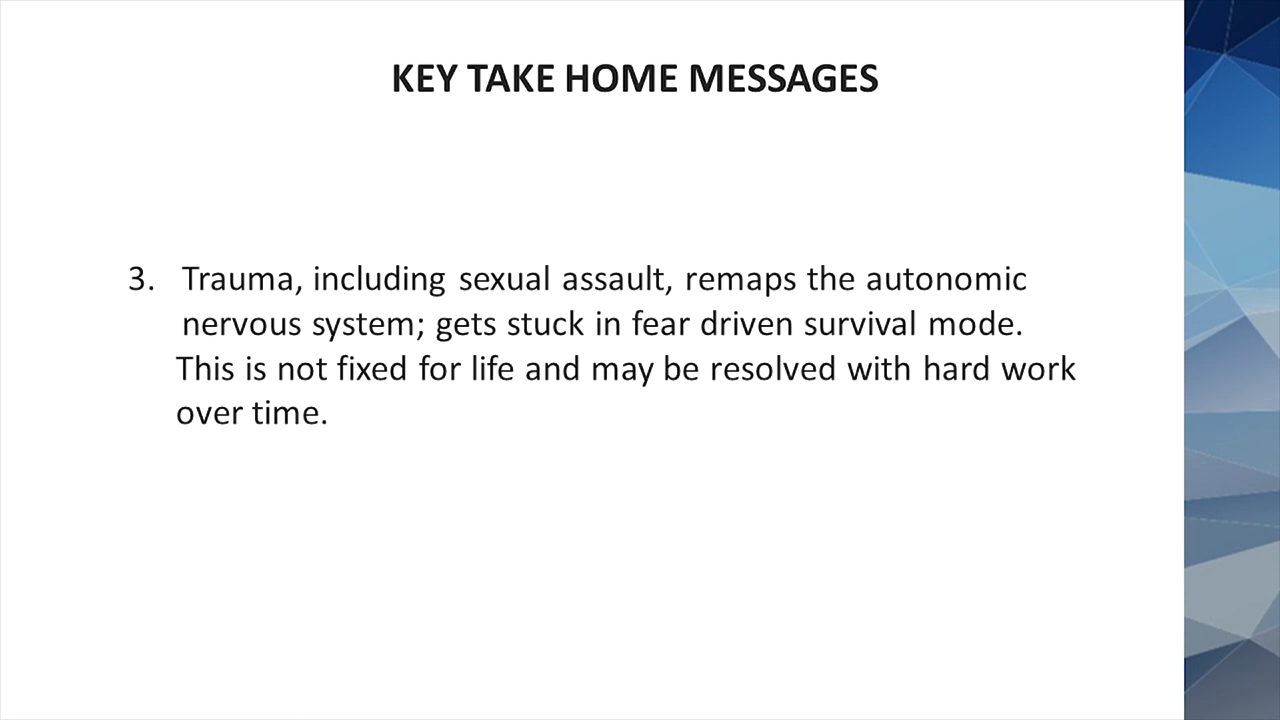 KEY TAKE HOME MESSAGES
3. Trauma, including sexual assault, remaps the autonomic
nervous system; gets stuck in fear driven survival mode.
This is not fixed for life and may be resolved with hard work
over time.